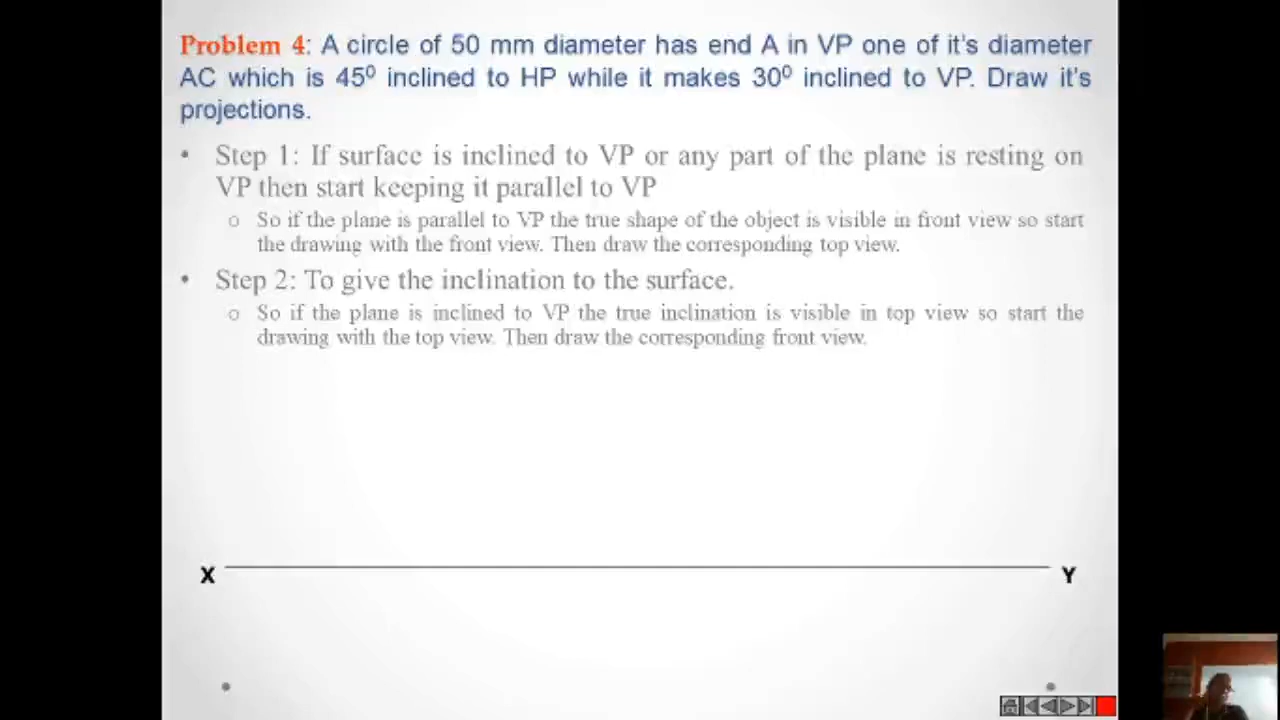 Problem 4: A circle of 50 mm diameter has end A in VP one of it's diameter
AC which is 45⁰ inclined to HP while it makes 30⁰ inclined to VP. Draw it's
projections.
• Step 1: If surface is inclined to VP or any part of the plane is resting on
VP then start keeping it parallel to VP
o So if the plane is parallel to VP the true shape of the object is visible in front view so start
the drawing with the front view. Then draw the corresponding top view.
• Step 2: To give the inclination to the surface.
o So if the plane is inclined to VP the true inclination is visible in top view so start the
drawing with the top view. Then draw the corresponding front view.
X Y